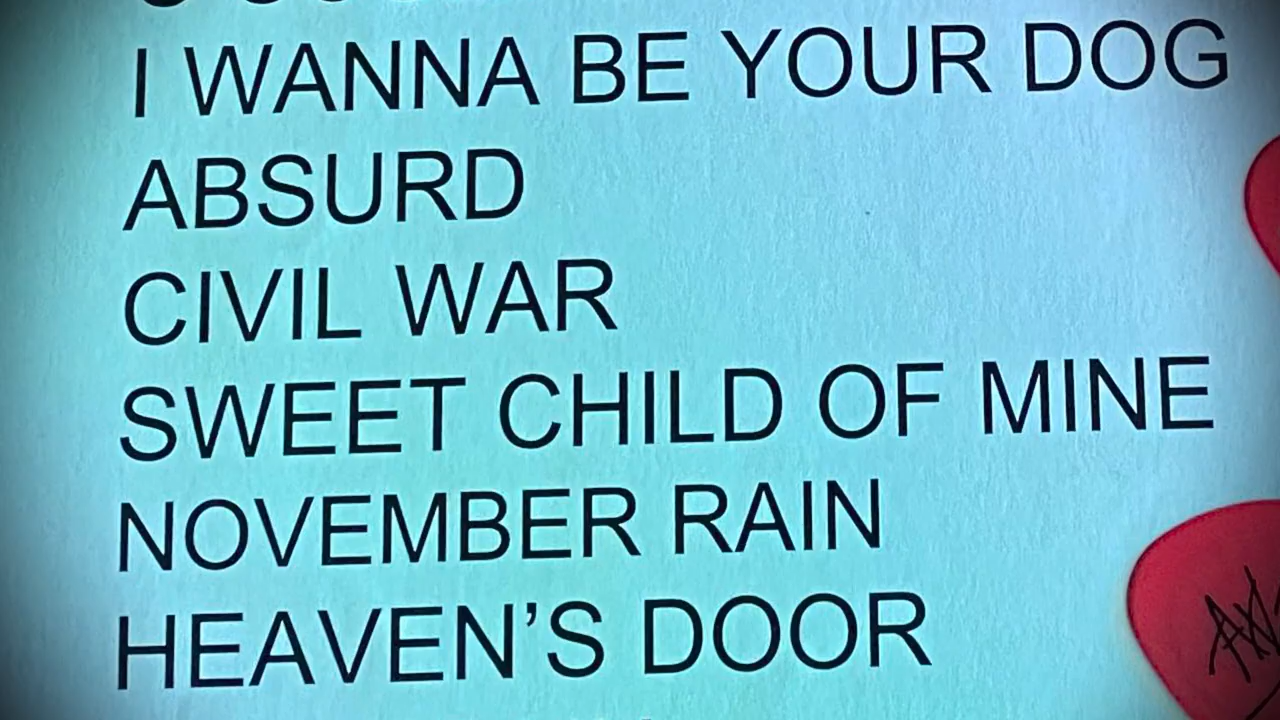 I WANNA BE YOUR DOG
ABSURD
CIVIL WAR
SWEET CHILD OF MINE
NOVEMBER RAIN
HEAVEN'S DOOR